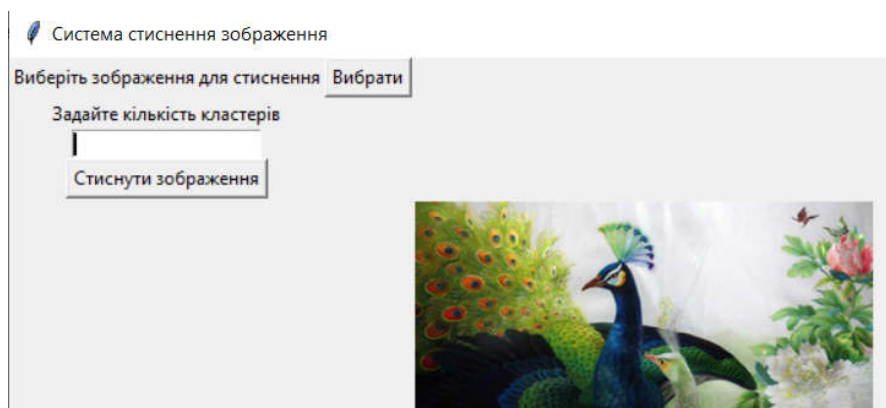 Система стиснення зображення
Виберіть зображення для стиснення Вибрати
Задайте кількість кластерів
Стиснути зображення